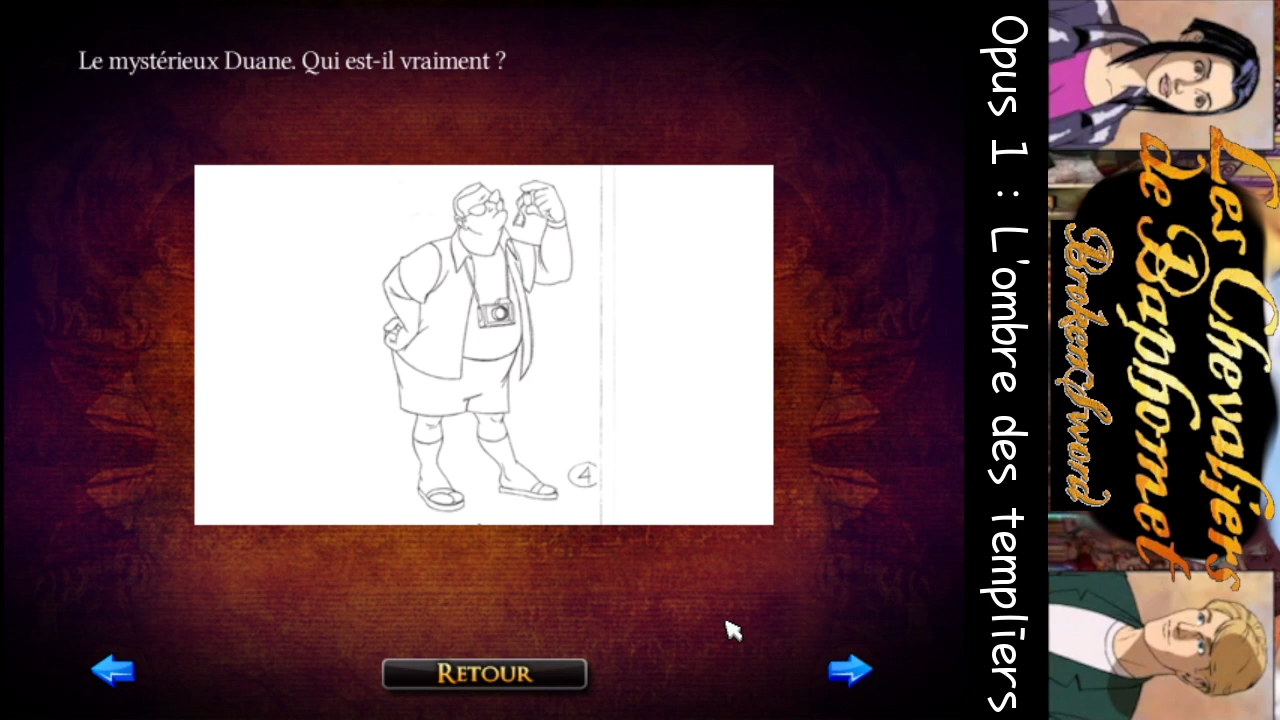 Le mystérieux Duane. Qui est-il vraiment ?
4
RETOUR
Opus 1 : L'ombre des templiers
Les Chevaliers
de Baphomet
Broken Sword